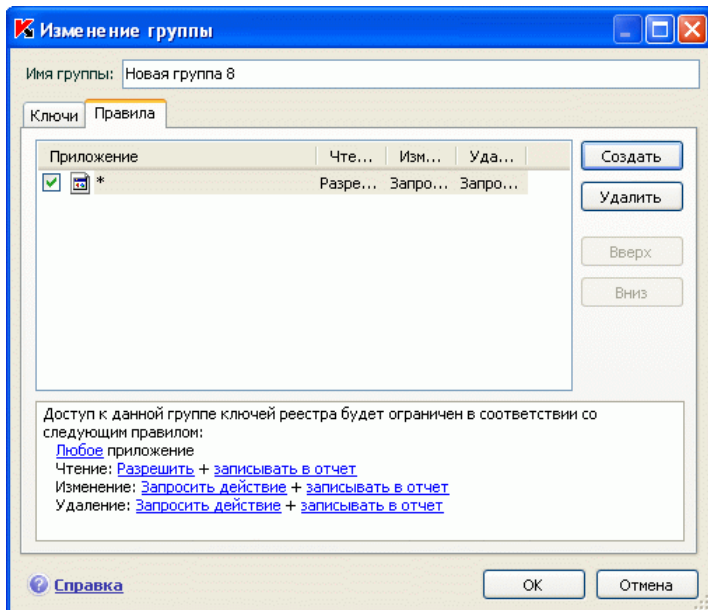 Изменение группы
Имя группы: Новая группа 8
Ключи Правила
Приложение Чте... Изм... Уда...
* Разре... Запро... Запро...
Создать
Удалить
Вверх
Вниз
Доступ к данной группе ключей реестра будет ограничен в соответствии со
следующим правилом:
Любое приложение
Чтение: Разрешить + записывать в отчет
Изменение: Запросить действие + записывать в отчет
Удаление: Запросить действие + записывать в отчет
Справка
OK Отмена